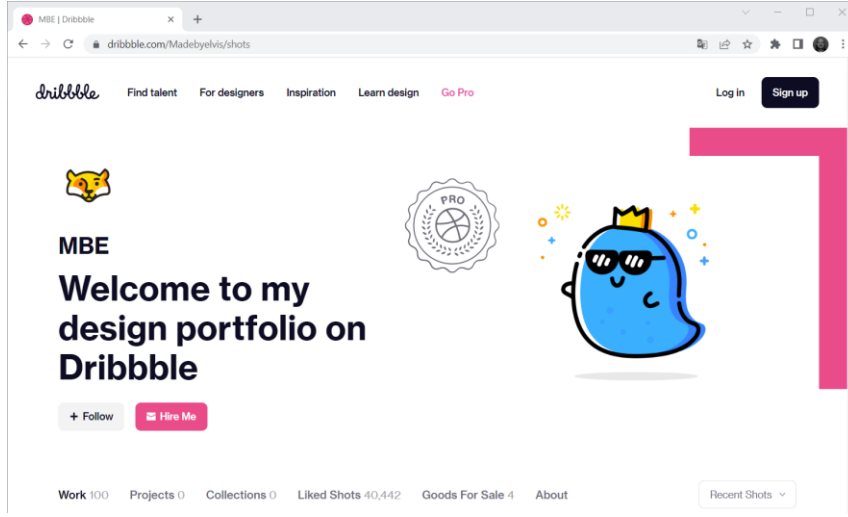 MBE | Dribbble
dribbble.com/Madebyelvis/shots
dribbble
Find talent For designers Inspiration Learn design Go Pro Log in Sign up
PRO
MBE
Welcome to my
design portfolio on
Dribbble
+ Follow Hire Me
Work 100 Projects 0 Collections 0 Liked Shots 40,442 Goods For Sale 4 About Recent Shots